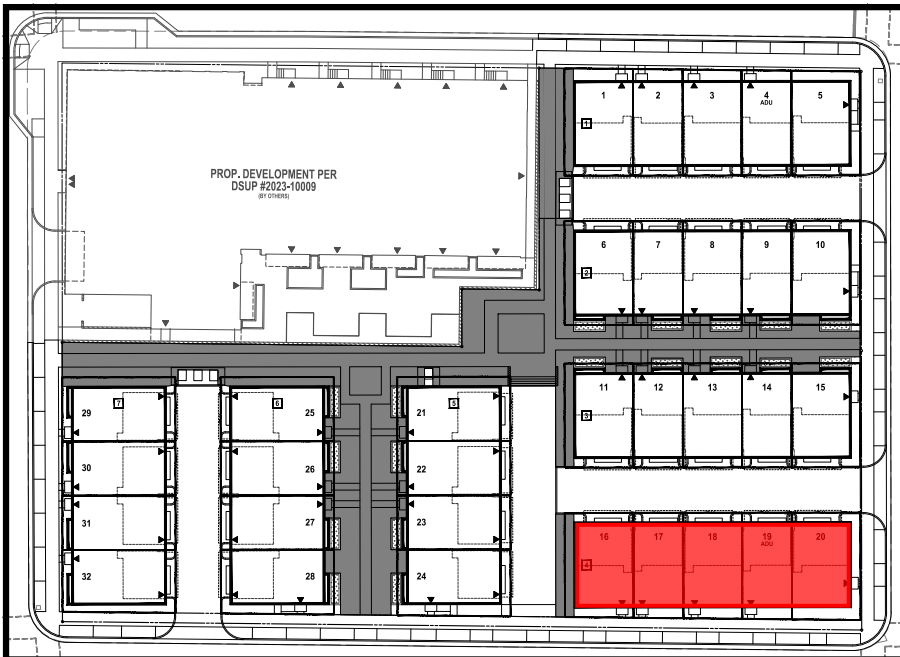 PROP. DEVELOPMENT PER
DSUP #2023-10009
(BY OTHERS)
1 2 3 4 5
ADU
1
6 7 8 9 10
2
11 12 13 14 15
3
16 17 18 19 20
ADU
4
7
29
30
31
32
6
25
26
27
28
5
21
22
23
24